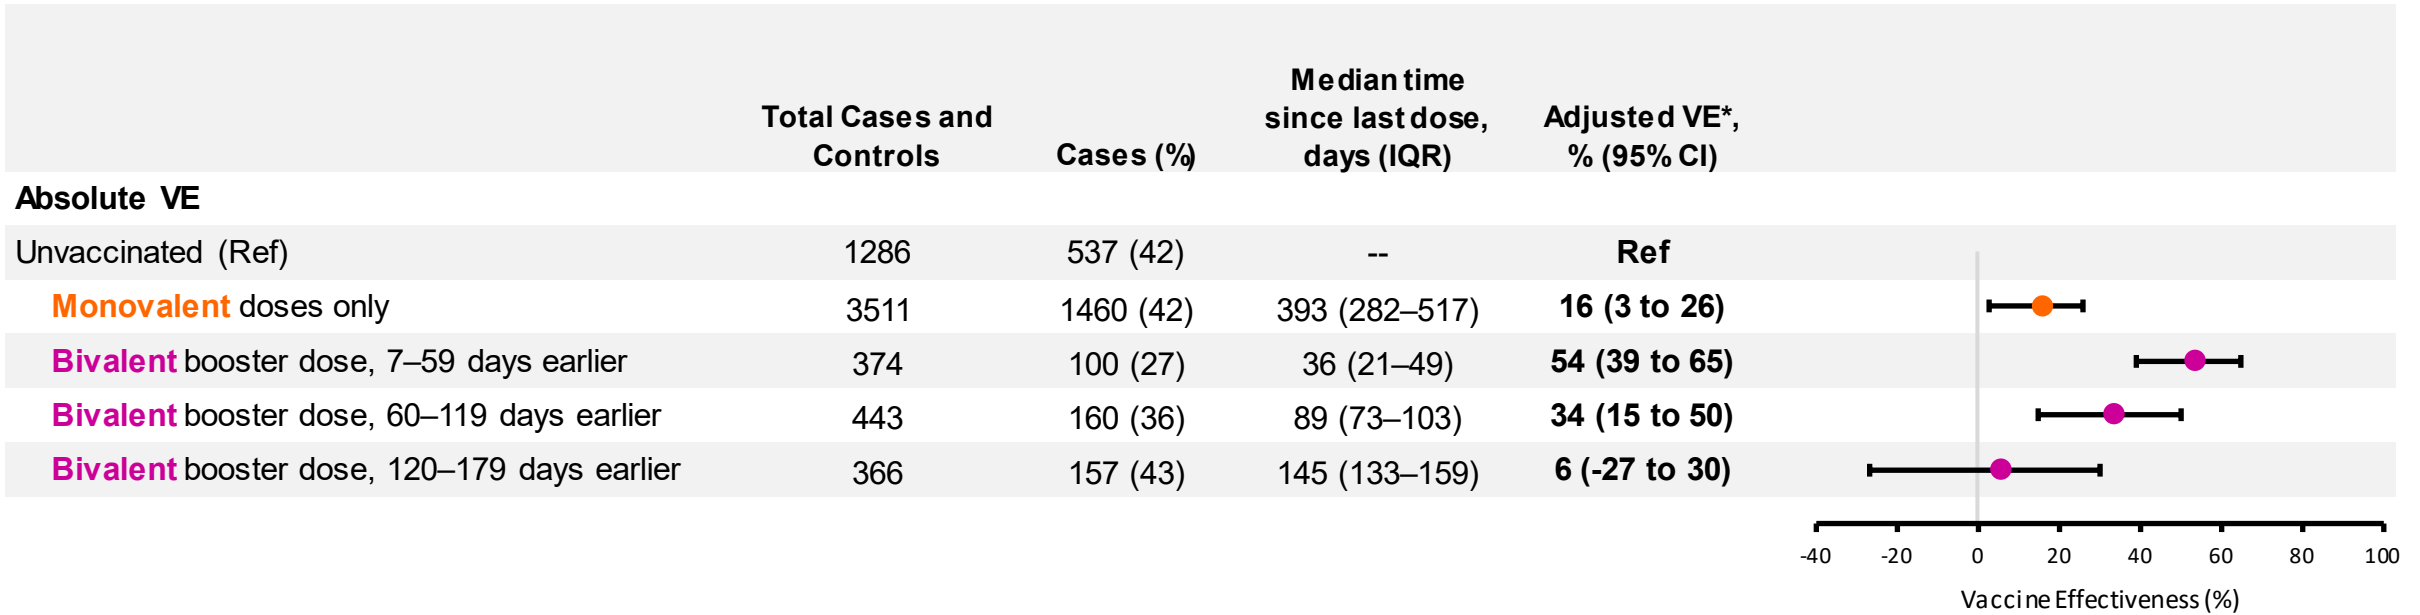 Median time
Total Cases and since last dose, Adjusted VE*,
Controls Cases (%) days (IQR) % (95% CI)
Absolute VE
Unvaccinated (Ref) 1286 537 (42) -- Ref
Monovalent doses only 3511 1460 (42) 393 (282–517) 16 (3 to 26)
Bivalent booster dose, 7–59 days earlier 374 100 (27) 36 (21–49) 54 (39 to 65)
Bivalent booster dose, 60–119 days earlier 443 160 (36) 89 (73–103) 34 (15 to 50)
Bivalent booster dose, 120–179 days earlier 366 157 (43) 145 (133–159) 6 (-27 to 30)
-40 -20 0 20 40 60 80 100
Vaccine Effectiveness (%)